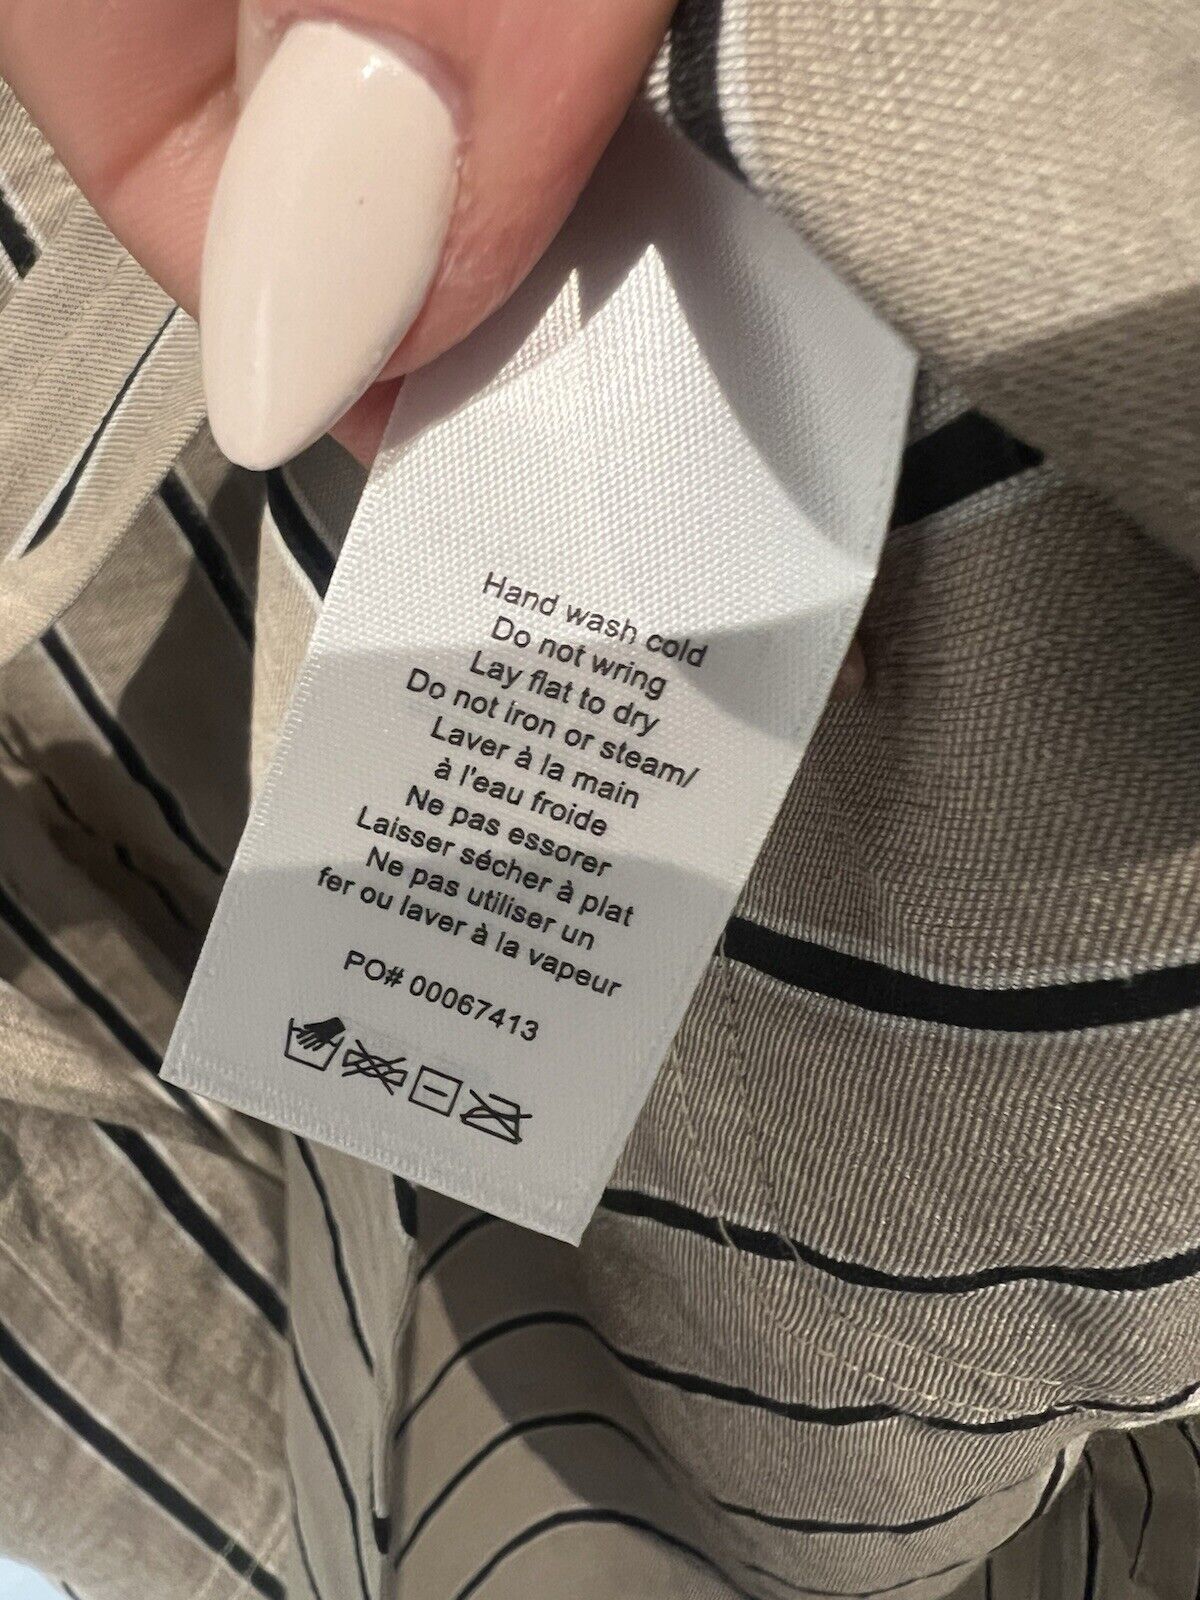 Hand wash cold
Do not wring
Lay flat to dry
Do not iron or steam/
Laver à la main
à l'eau froide
Ne pas essorer
Laisser sécher à plat
Ne pas utiliser un
fer ou laver à la vapeur
PO# 00067413